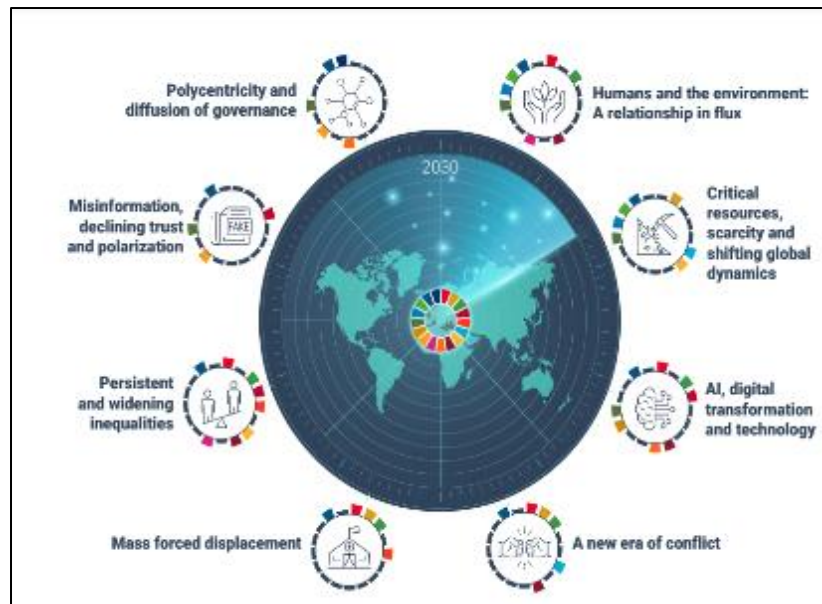 Polycentricity and
diffusion of governance
Humans and the environment:
A relationship in flux
2030
Misinformation,
declining trust
and polarization
FAKE
Critical
resources,
scarcity and
shifting global
dynamics
Persistent
and widening
inequalities
AI, digital
transformation
and technology
Mass forced displacement
A new era of conflict